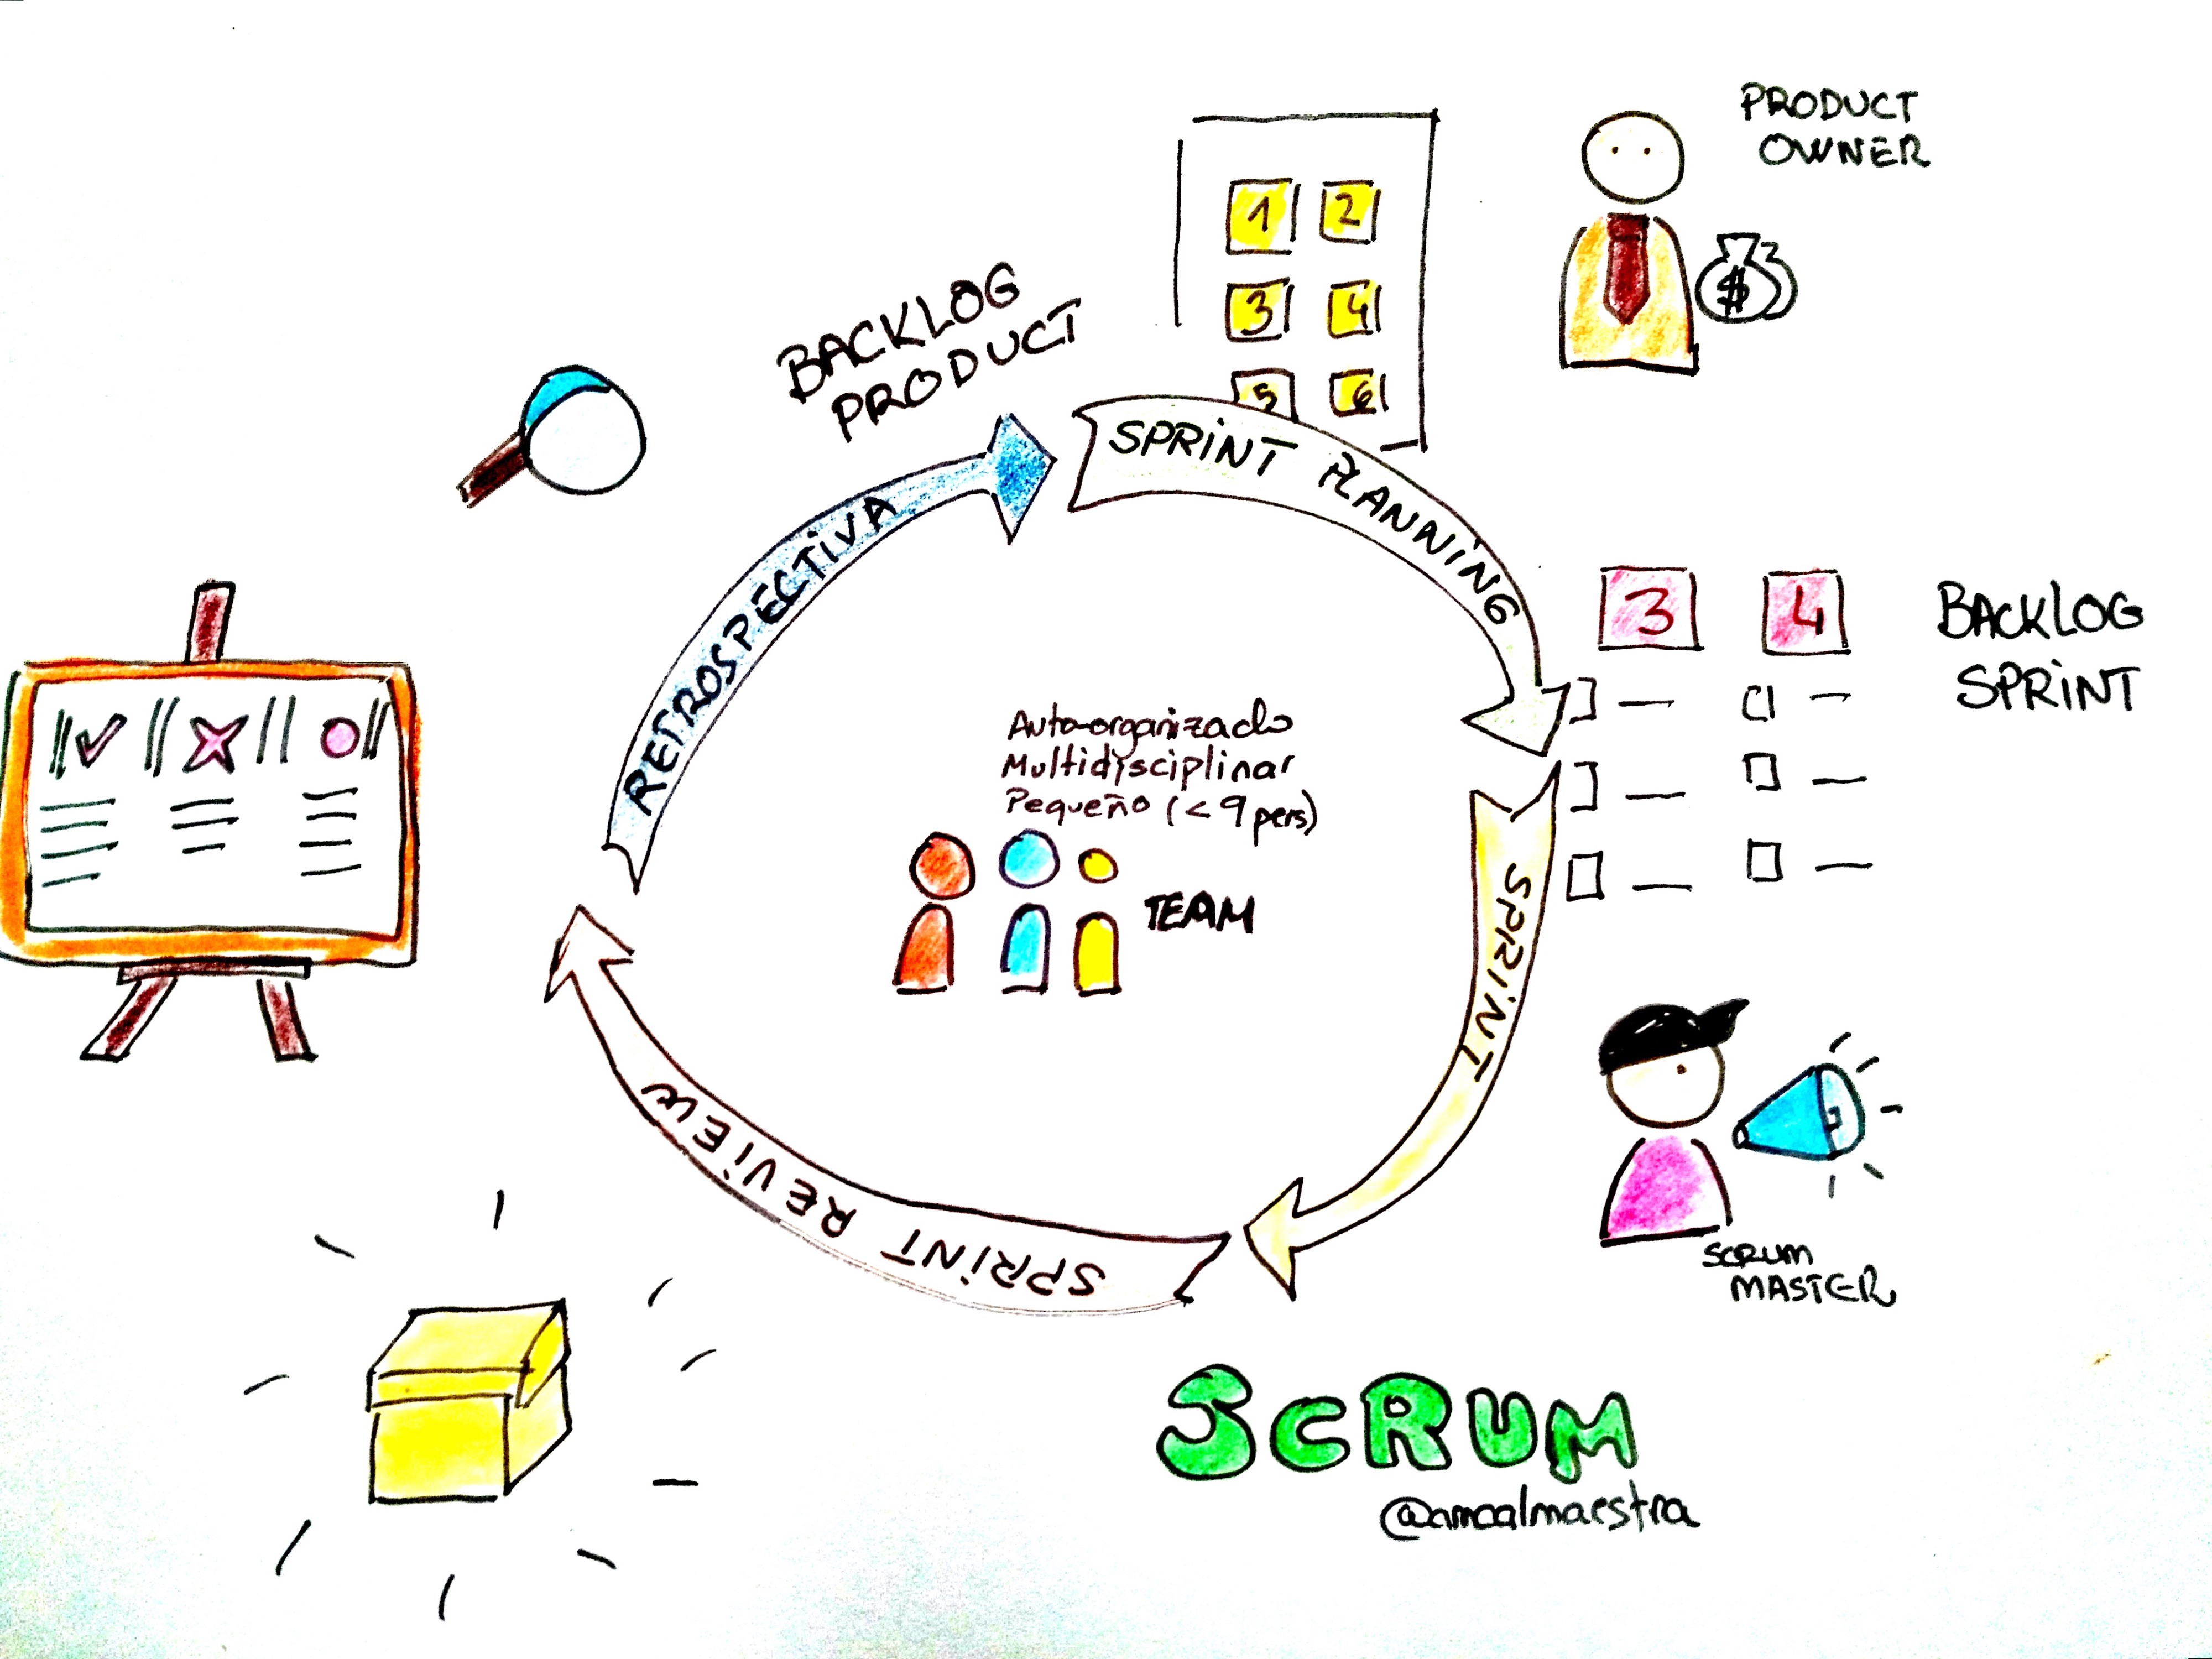 PRODUCT
OWNER
1 2
3 4
5 6
BACKLOG
PRODUCT
SPRINT PLANNING
RETROSPECTIVA
3 4
BACKLOG
SPRINT
Auto-organizado
Multidisciplinar
Pequeño (< 9 pers)
TEAM
SPRINT
SPRINT REVIEW
SCRUM
MASTER
SCRUM
@amaalmaestra